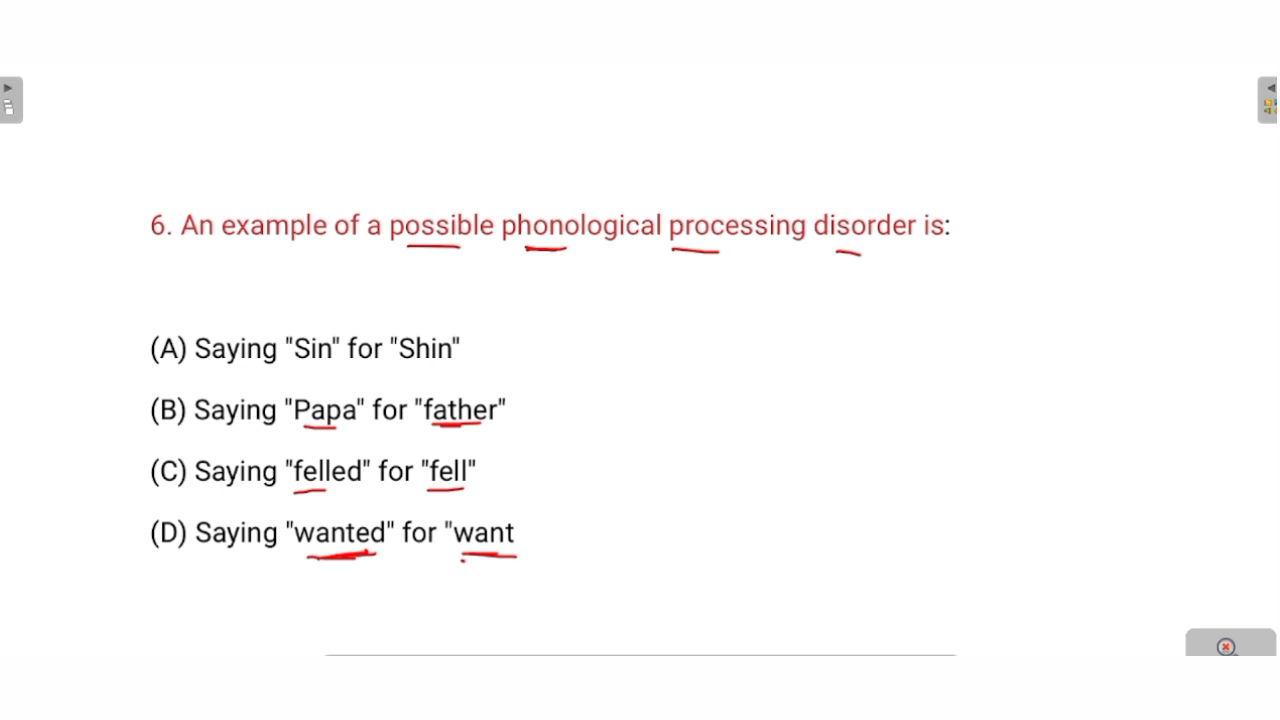 6. An example of a possible phonological processing disorder is:
(A) Saying "Sin" for "Shin"
(B) Saying "Papa" for "father"
(C) Saying "felled" for "fell"
(D) Saying "wanted" for "want